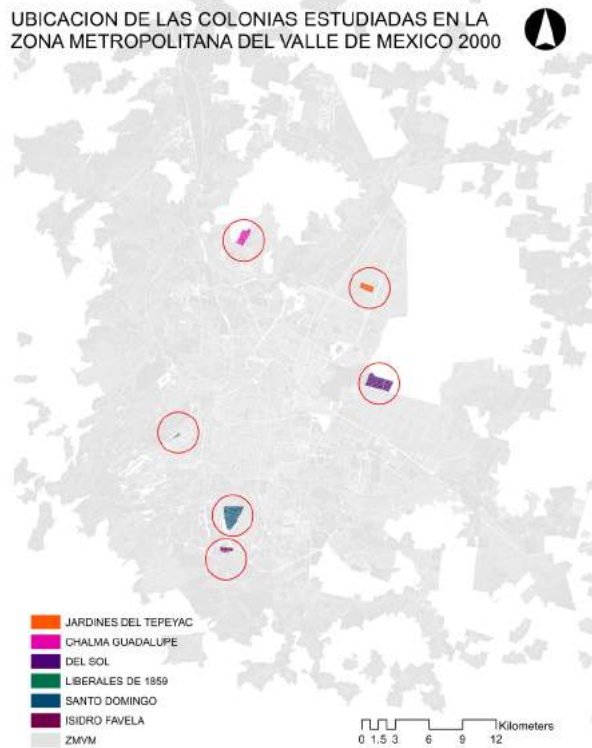 UBICACION DE LAS COLONIAS ESTUDIADAS EN LA
ZONA METROPOLITANA DEL VALLE DE MEXICO 2000
JARDINES DEL TEPEYAC
CHALMA GUADALUPE
DEL SOL
LIBERALES DE 1859
SANTO DOMINGO
ISIDRO FAVELA
ZMVM
Kilometers
0 1.5 3 6 9 12